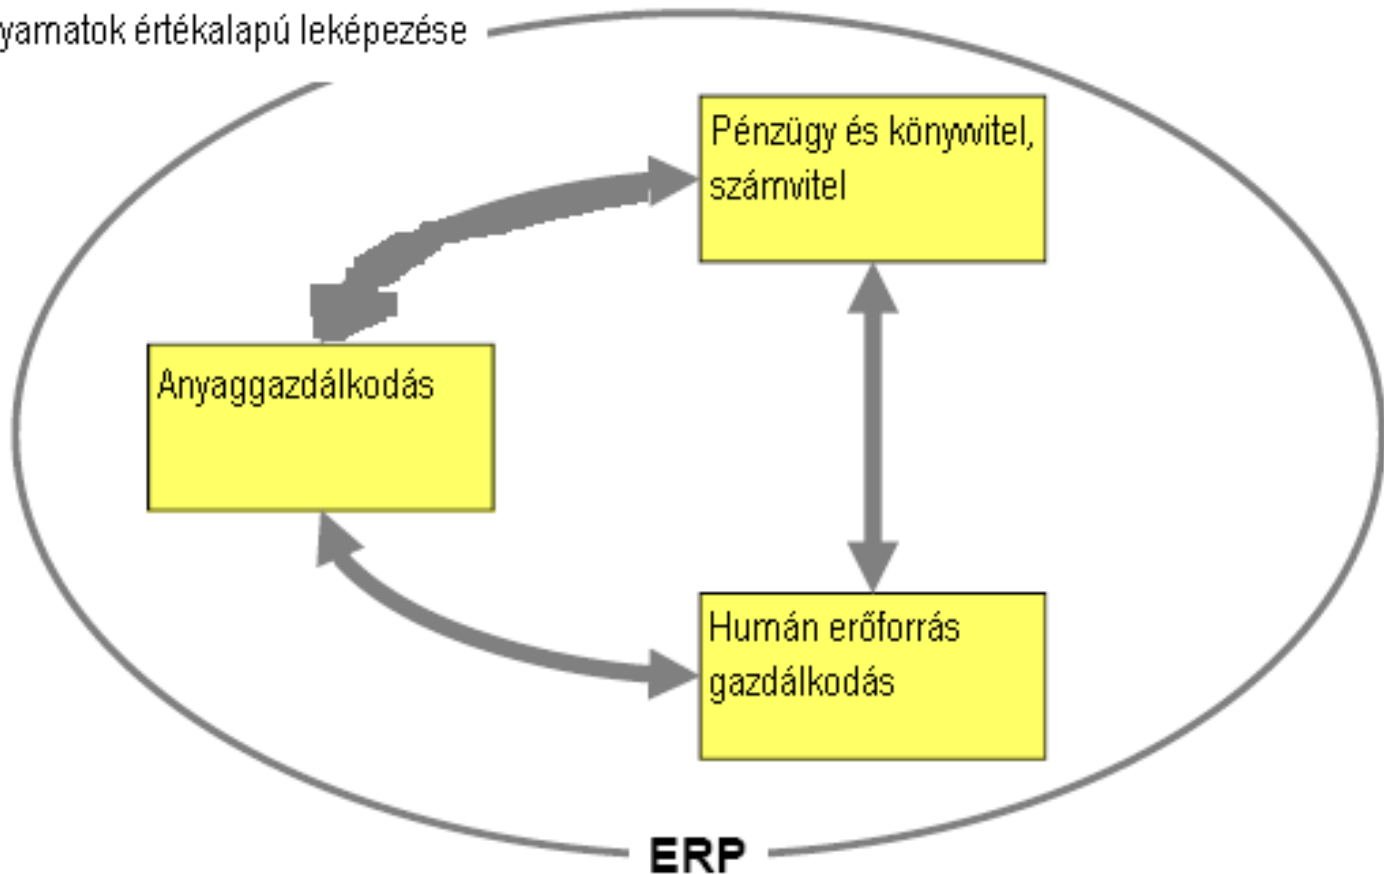 yamatok értékalapú leképezése
Pénzügy és könyvvitel,
számvitel
Anyaggazdálkodás
Humán erőforrás
gazdálkodás
ERP